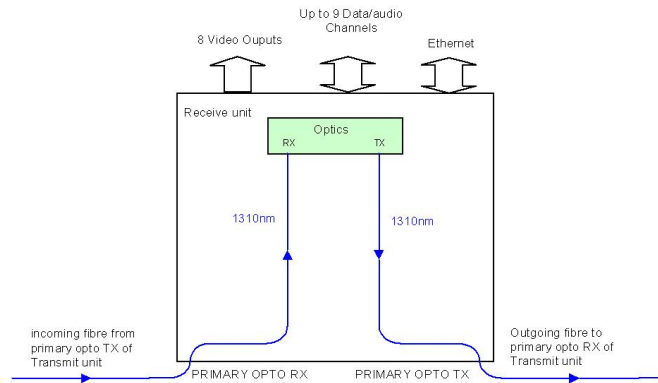 Up to 9 Data/audio
Channels
8 Video Ouputs
Ethernet
Receive unit
Optics
RX
TX
1310nm
1310nm
incoming fibre from
primary opto TX of
Transmit unit
Outgoing fibre to
primary opto RX of
Transmit unit
PRIMARY OPTO RX
PRIMARY OPTO TX